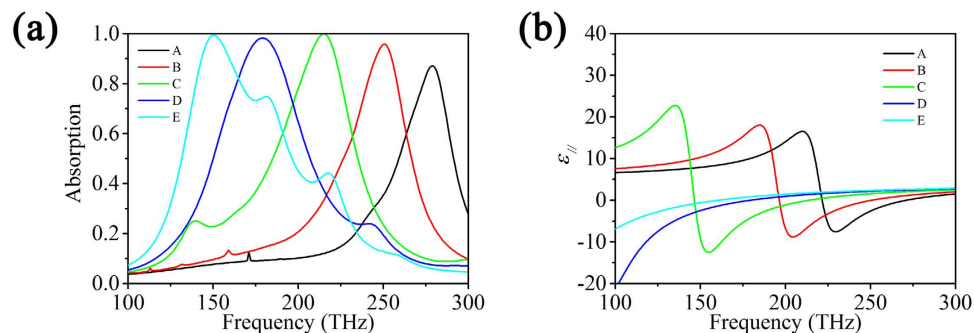 (a)
1.0
0.8
0.6
0.4
0.2
0.0
Absorption
A
B
C
D
E
100
150
200
250
300
Frequency (THz)
(b)
40
30
20
10
0
-10
-20
ε//
A
B
C
D
E
100
150
200
250
300
Frequency (THz)